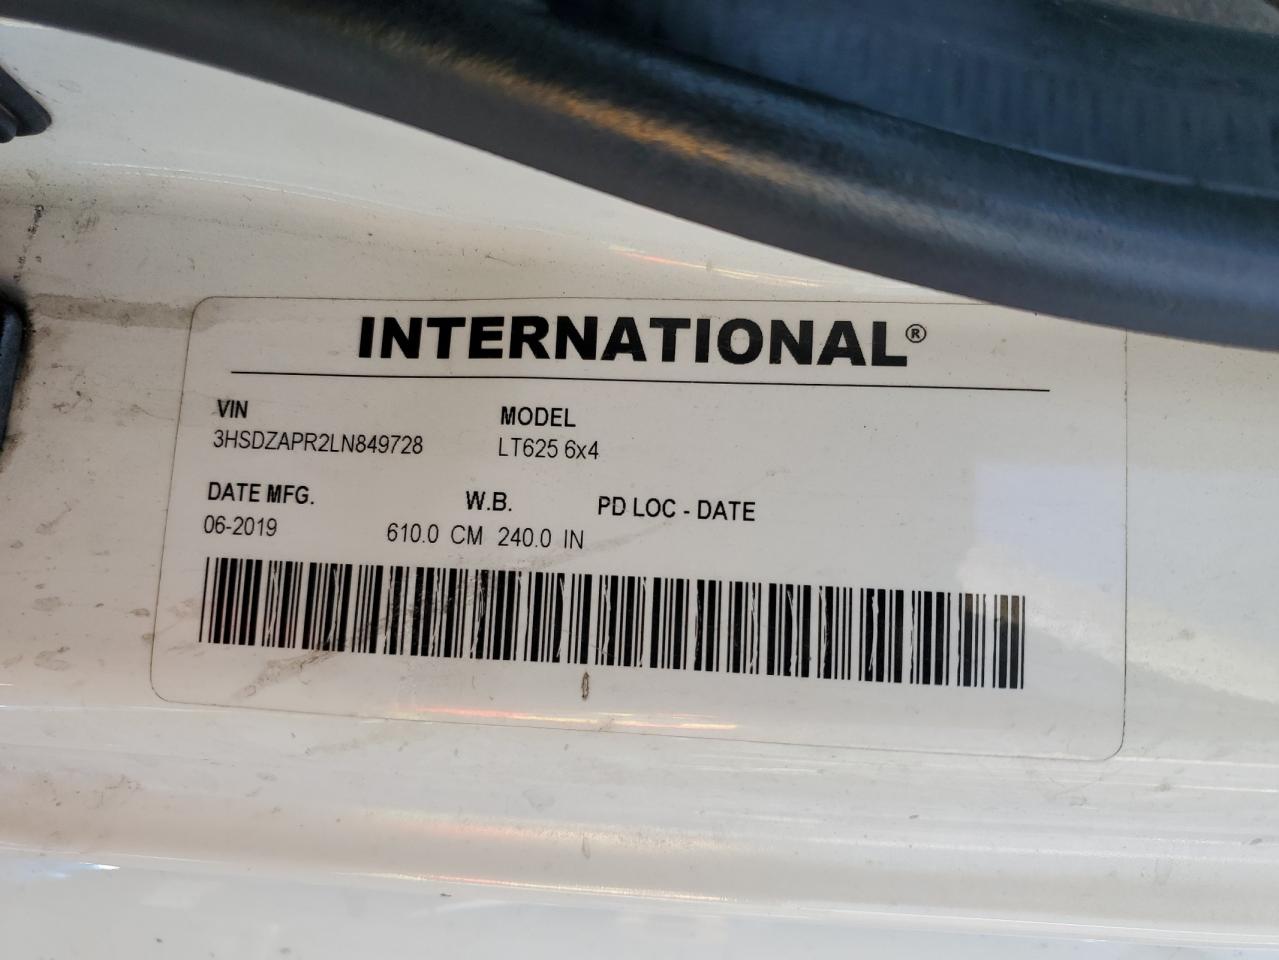 INTERNATIONAL®
VIN MODEL
3HSDZAPR2LN849728 LT625 6x4
DATE MFG. W.B. PD LOC - DATE
06-2019 610.0 CM 240.0 IN